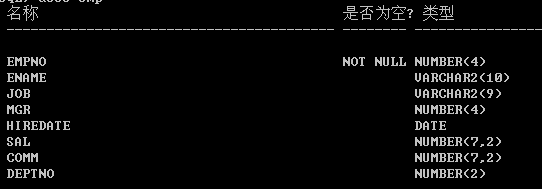 名称 是否为空? 类型
----------------------------------------- -------- ----------------
EMPNO NOT NULL NUMBER(4)
ENAME VARCHAR2(10)
JOB VARCHAR2(9)
MGR NUMBER(4)
HIREDATE DATE
SAL NUMBER(7,2)
COMM NUMBER(7,2)
DEPTNO NUMBER(2)